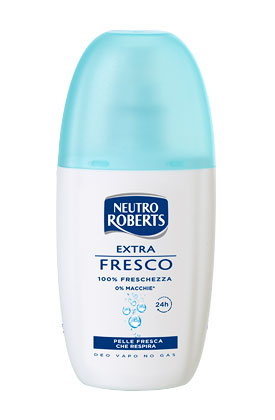 NEUTRO
ROBERTS
EXTRA
FRESCO
100% FRESCHEZZA
0% MACCHIE*
24h
PELLE FRESCA
CHE RESPIRA
DEO VAPO NO GAS